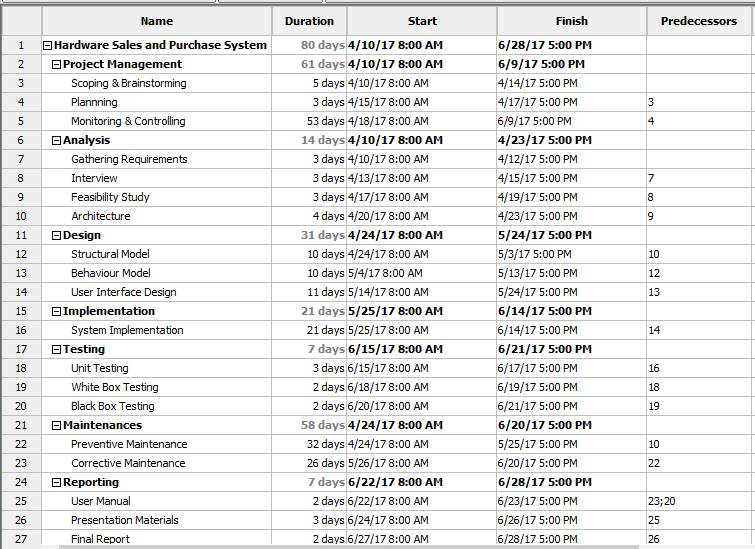 Name Duration Start Finish Predecessors
1 Hardware Sales and Purchase System 80 days 4/10/17 8:00 AM 6/28/17 5:00 PM
2 Project Management 61 days 4/10/17 8:00 AM 6/9/17 5:00 PM
3 Scoping & Brainstorming 5 days 4/10/17 8:00 AM 4/14/17 5:00 PM
4 Plannning 3 days 4/15/17 8:00 AM 4/17/17 5:00 PM 3
5 Monitoring & Controlling 53 days 4/18/17 8:00 AM 6/9/17 5:00 PM 4
6 Analysis 14 days 4/10/17 8:00 AM 4/23/17 5:00 PM
7 Gathering Requirements 3 days 4/10/17 8:00 AM 4/12/17 5:00 PM
8 Interview 3 days 4/13/17 8:00 AM 4/15/17 5:00 PM 7
9 Feasibility Study 3 days 4/17/17 8:00 AM 4/19/17 5:00 PM 8
10 Architecture 4 days 4/20/17 8:00 AM 4/23/17 5:00 PM 9
11 Design 31 days 4/24/17 8:00 AM 5/24/17 5:00 PM
12 Structural Model 10 days 4/24/17 8:00 AM 5/3/17 5:00 PM 10
13 Behaviour Model 10 days 5/4/17 8:00 AM 5/13/17 5:00 PM 12
14 User Interface Design 11 days 5/14/17 8:00 AM 5/24/17 5:00 PM 13
15 Implementation 21 days 5/25/17 8:00 AM 6/14/17 5:00 PM
16 System Implementation 21 days 5/25/17 8:00 AM 6/14/17 5:00 PM 14
17 Testing 7 days 6/15/17 8:00 AM 6/21/17 5:00 PM
18 Unit Testing 3 days 6/15/17 8:00 AM 6/17/17 5:00 PM 16
19 White Box Testing 2 days 6/18/17 8:00 AM 6/19/17 5:00 PM 18
20 Black Box Testing 2 days 6/20/17 8:00 AM 6/21/17 5:00 PM 19
21 Maintenances 58 days 4/24/17 8:00 AM 6/20/17 5:00 PM
22 Preventive Maintenance 32 days 4/24/17 8:00 AM 5/25/17 5:00 PM 10
23 Corrective Maintenance 26 days 5/26/17 8:00 AM 6/20/17 5:00 PM 22
24 Reporting 7 days 6/22/17 8:00 AM 6/28/17 5:00 PM
25 User Manual 2 days 6/22/17 8:00 AM 6/23/17 5:00 PM 23;20
26 Presentation Materials 3 days 6/24/17 8:00 AM 6/26/17 5:00 PM 25
27 Final Report 2 days 6/27/17 8:00 AM 6/28/17 5:00 PM 26